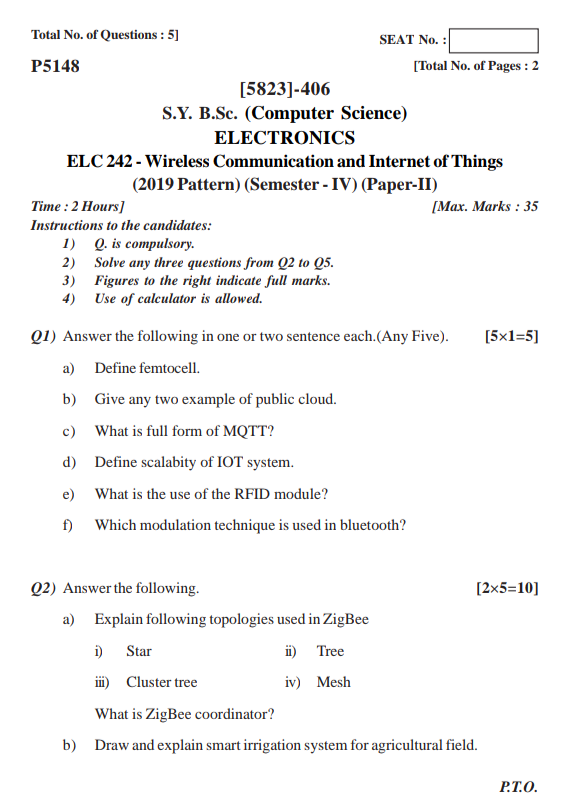 Total No. of Questions : 5]
SEAT No. :
P5148
[Total No. of Pages : 2
[5823]-406
S.Y. B.Sc. (Computer Science)
ELECTRONICS
ELC 242 - Wireless Communication and Internet of Things
(2019 Pattern) (Semester - IV) (Paper-II)
Time : 2 Hours] [Max. Marks : 35
Instructions to the candidates:
1) Q. is compulsory.
2) Solve any three questions from Q2 to Q5.
3) Figures to the right indicate full marks.
4) Use of calculator is allowed.
Q1) Answer the following in one or two sentence each.(Any Five). [5×1=5]
a) Define femtocell.
b) Give any two example of public cloud.
c) What is full form of MQTT?
d) Define scalabity of IOT system.
e) What is the use of the RFID module?
f) Which modulation technique is used in bluetooth?
Q2) Answer the following. [2×5=10]
a) Explain following topologies used in ZigBee
i) Star ii) Tree
iii) Cluster tree iv) Mesh
What is ZigBee coordinator?
b) Draw and explain smart irrigation system for agricultural field.
P.T.O.